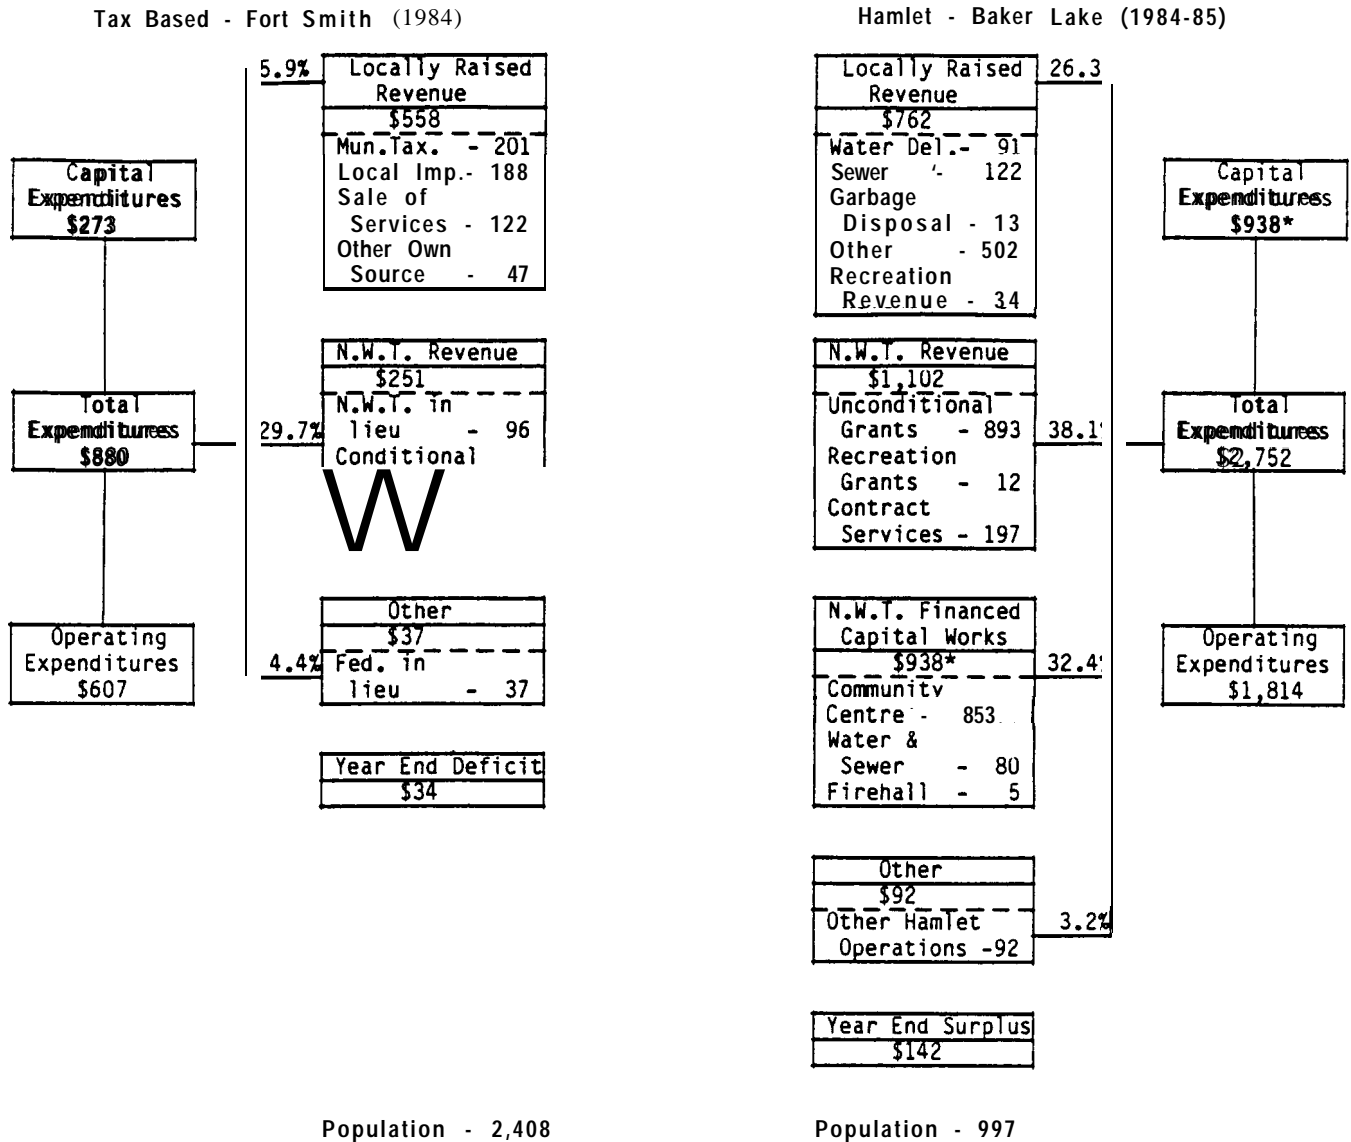 Tax Based - Fort Smith (1984)
5.9%
Locally Raised
Revenue
$558
Mun.Tax. - 201
Local Imp.- 188
Sale of
Services - 122
Other Own
Source - 47
Capital
Expenditures
$273
N.W.T. Revenue
$251
N.W.T. in
lieu - 96
Conditional
W
29.7%
Total
Expenditures
$880
Other
$37
Fed. in
lieu - 37
4.4%
Operating
Expenditures
$607
Year End Deficit
$34
Population - 2,408
Hamlet - Baker Lake (1984-85)
Locally Raised
Revenue
$762
Water Del.- 91
Sewer '- 122
Garbage
Disposal - 13
Other - 502
Recreation
Revenue - 34
26.3
Capital
Expenditures
$938*
N.W.T. Revenue
$1,102
Unconditional
Grants - 893
Recreation
Grants - 12
Contract
Services - 197
38.1
Total
Expenditures
$2,752
N.W.T. Financed
Capital Works
$938*
Community
Centre - 853
Water &
Sewer - 80
Firehall - 5
32.4
Operating
Expenditures
$1,814
Other
$92
Other Hamlet
Operations -92
3.2%
Year End Surplus
$142
Population - 997